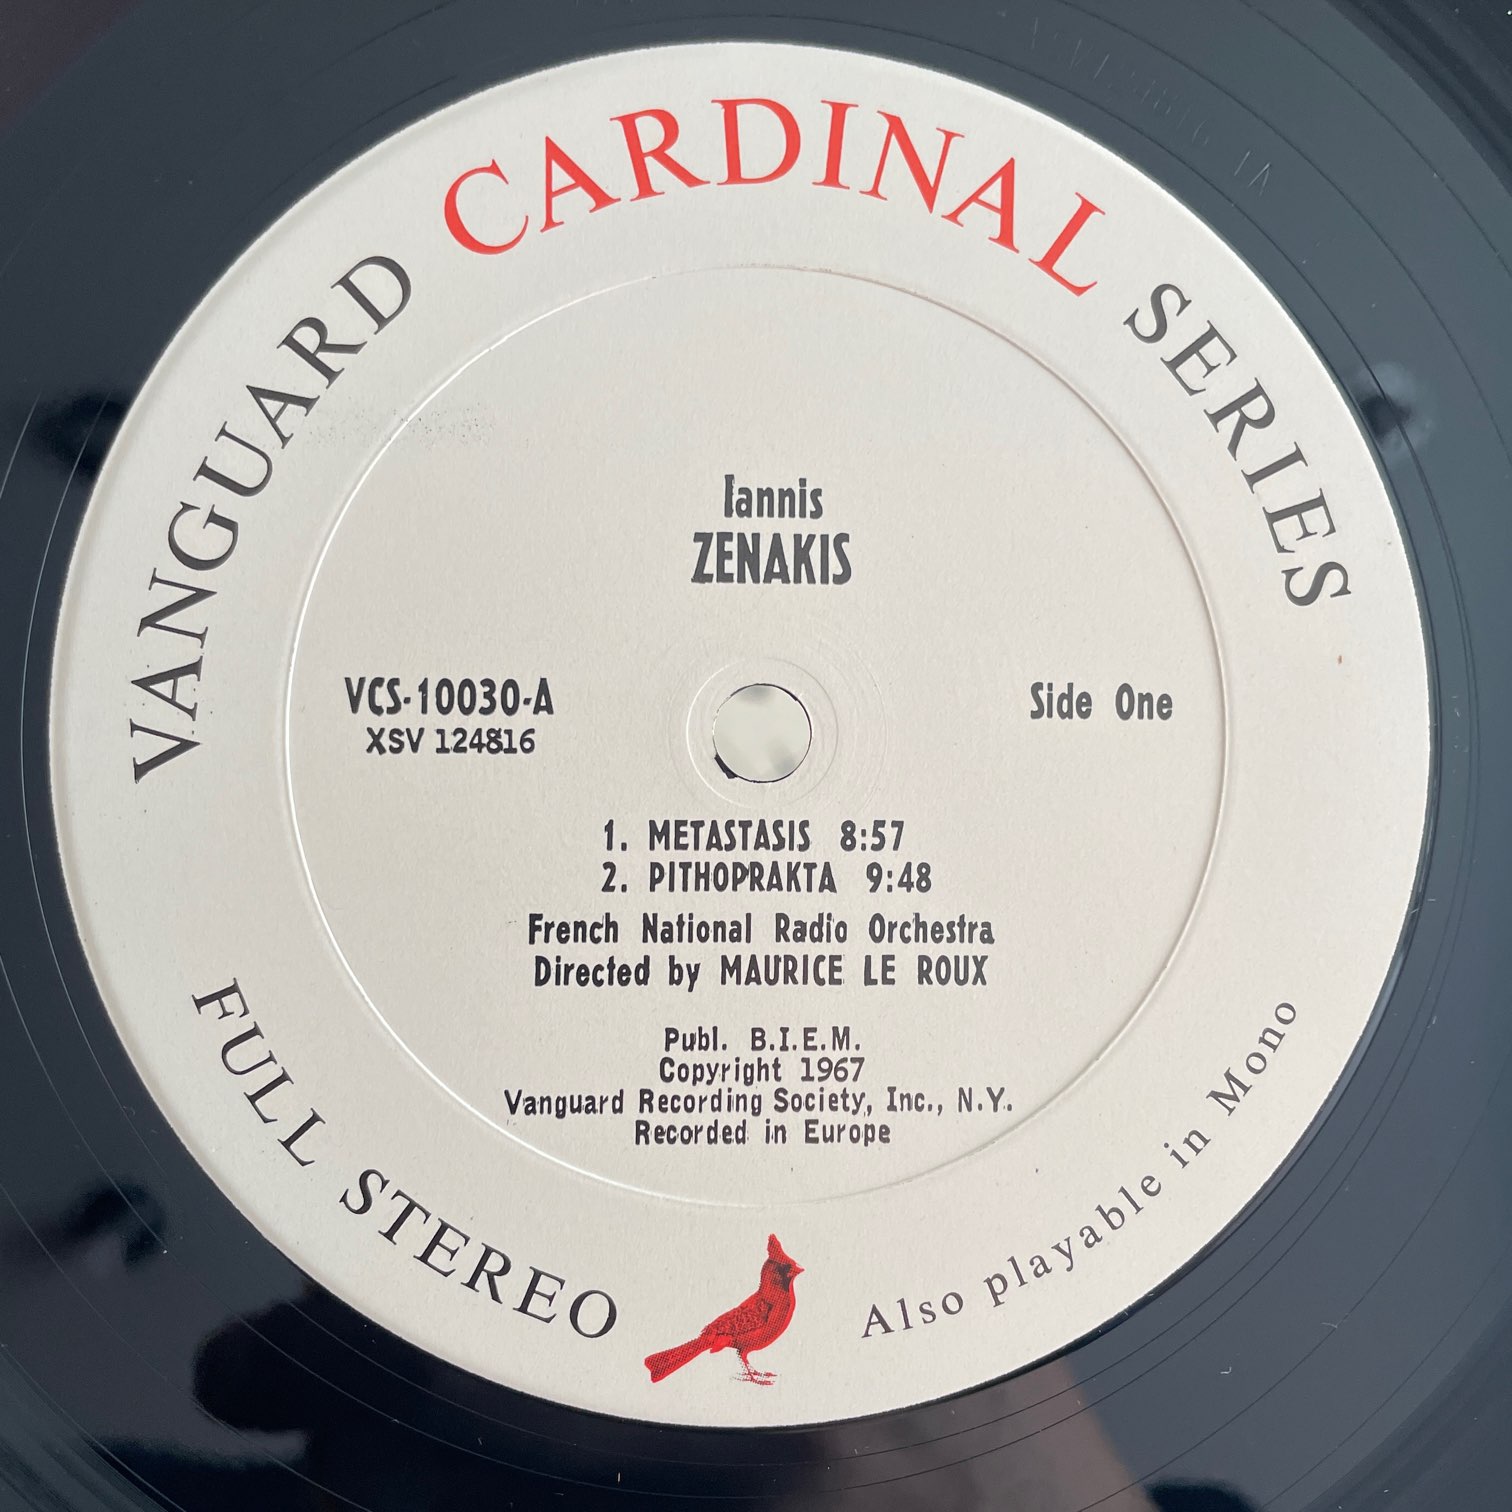 VANGUARD CARDINAL SERIES
Iannis
ZENAKIS
VCS-10030-A
XSV 124816
Side One
1. METASTASIS 8:57
2. PITHOPRAKTA 9:48
French National Radio Orchestra
Directed by MAURICE LE ROUX
Publ. B.I.E.M.
Copyright 1967
Vanguard Recording Society, Inc., N.Y.
Recorded in Europe
FULL STEREO
Also playable in Mono